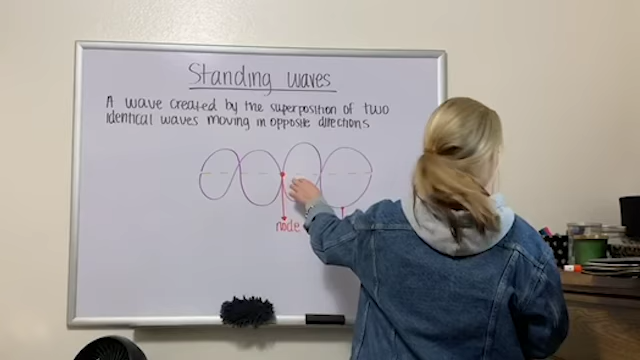 Standing waves
A wave created by the superposition of two
identical waves moving in opposite directions
node